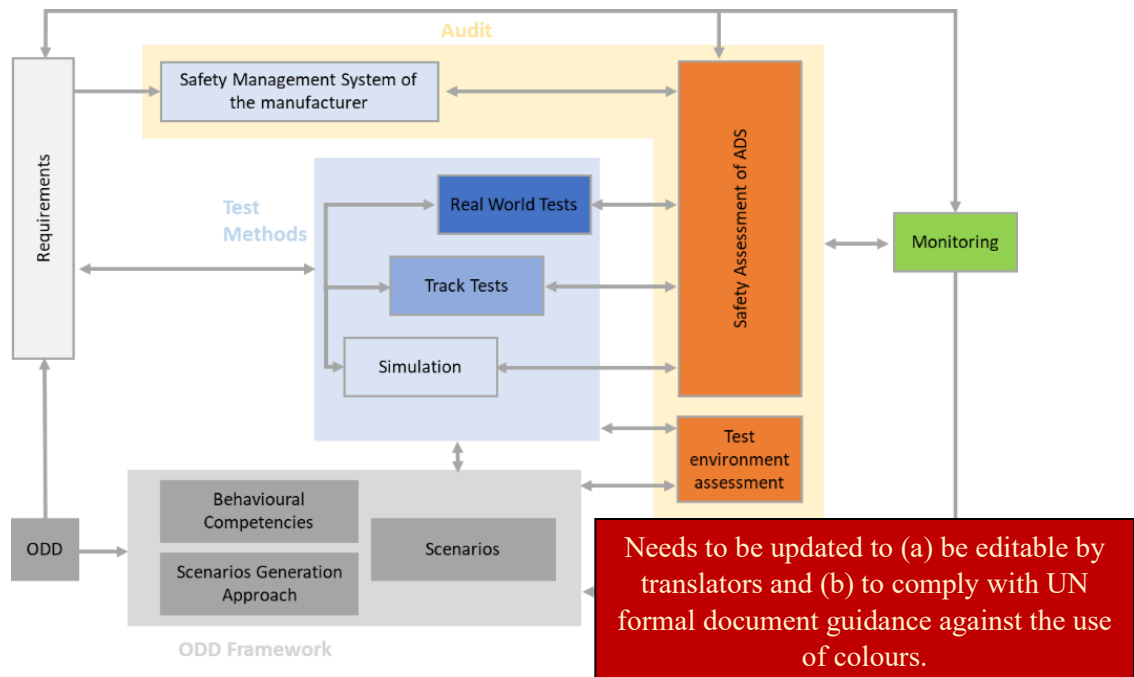 Audit
Safety Management System of
the manufacturer
Requirements
Safety Assessment of ADS
Test
Methods
Real World Tests
Track Tests
Simulation
Monitoring
Test
environment
assessment
ODD
Behavioural
Competencies
Scenarios
Scenarios Generation
Approach
ODD Framework
Needs to be updated to (a) be editable by
translators and (b) to comply with UN
formal document guidance against the use
of colours.